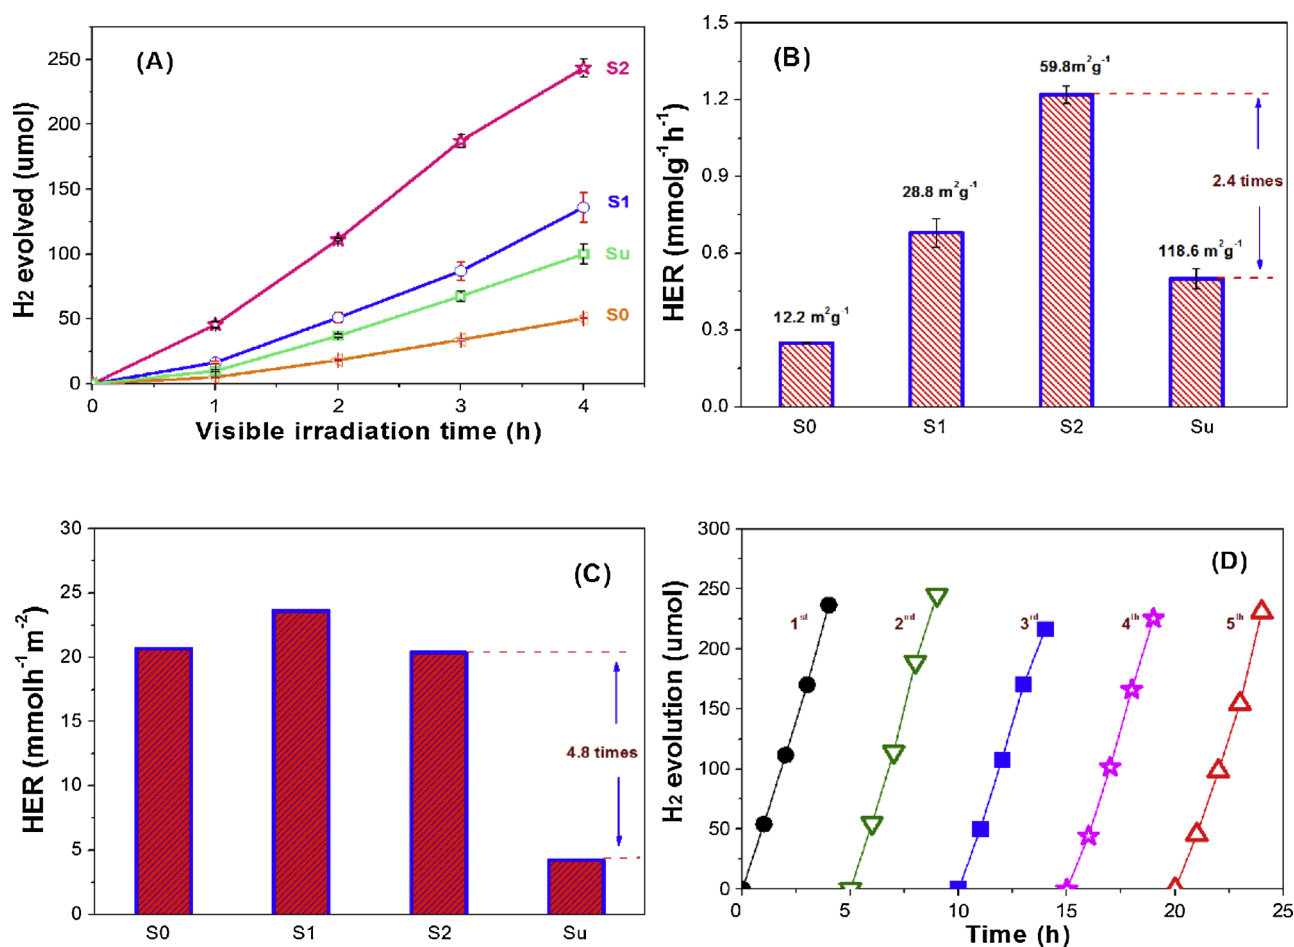 (A)
H2 evolved (umol)
250
200
150
100
50
0
S2
S1
Su
S0
0 1 2 3 4
Visible irradiation time (h)
(B)
HER (mmolg⁻¹h⁻¹)
1.5
1.2
0.9
0.6
0.3
0.0
59.8m²g⁻¹
28.8 m²g⁻¹
2.4 times
118.6 m²g⁻¹
12.2 m²g⁻¹
S0 S1 S2 Su
(C)
HER (mmolh⁻¹m⁻²)
30
25
20
15
10
5
0
4.8 times
S0 S1 S2 Su
(D)
H2 evolution (umol)
300
250
200
150
100
50
0
1st 2nd 3rd 4th 5th
0 5 10 15 20 25
Time (h)